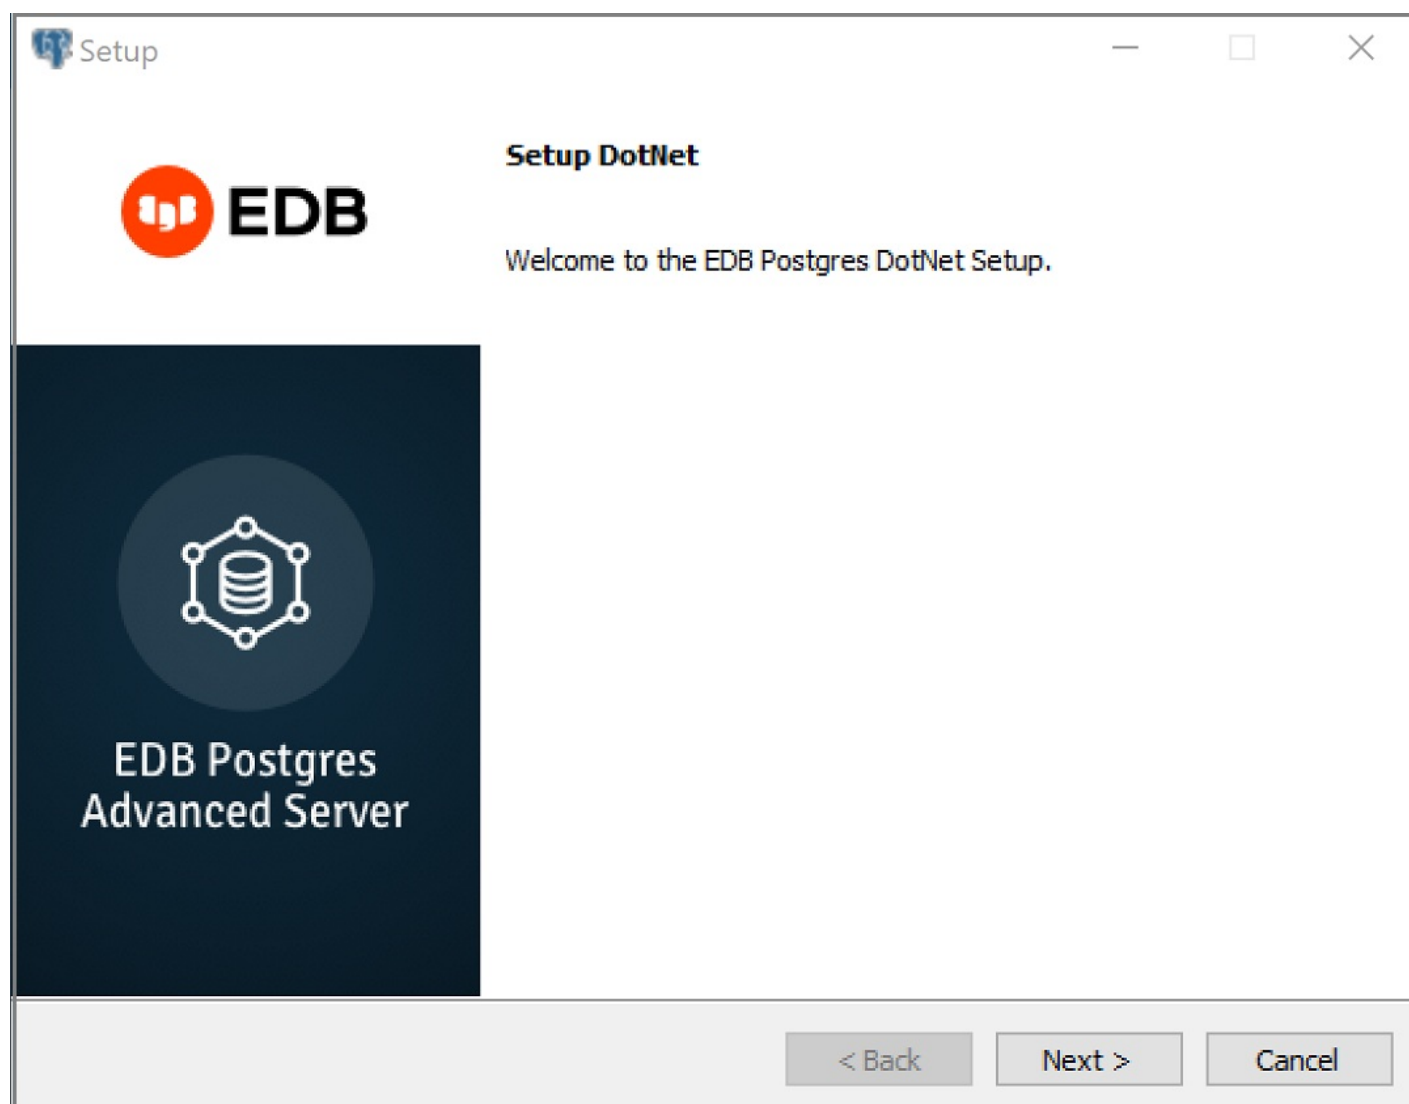 Setup
EDB
Setup DotNet
Welcome to the EDB Postgres DotNet Setup.
EDB Postgres
Advanced Server
< Back
Next >
Cancel